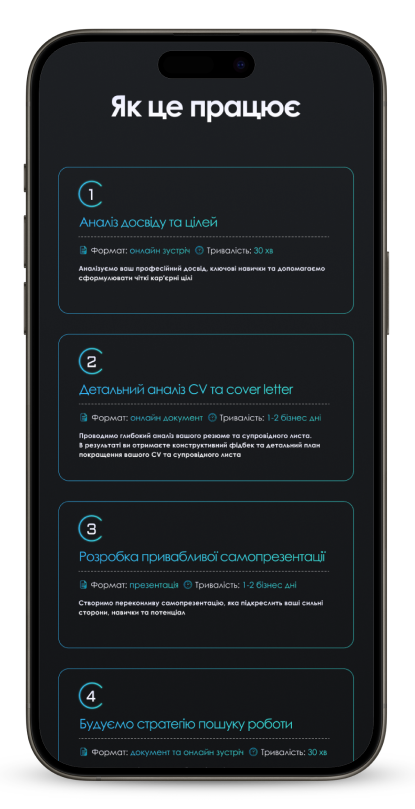 Як це працює
1
Аналіз досвіду та цілей
Формат: онлайн зустріч Тривалість: 30 хв
Аналізуємо ваш професійний досвід, ключові навички та допомагаємо
сформулювати чіткі кар'єрні цілі
2
Детальний аналіз CV та cover letter
Формат: онлайн документ Тривалість: 1-2 бізнес дні
Проводимо глибокий аналіз вашого резюме та супровідного листа.
В результаті ви отримаєте конструктивний фідбек та детальний план
покращення вашого CV та супровідного листа
3
Розробка привабливої самопрезентації
Формат: презентація Тривалість: 1-2 бізнес дні
Створимо переконливу самопрезентацію, яка підкреслить ваші сильні
сторони, навички та потенціал
4
Будуємо стратегію пошуку роботи
Формат: документ та онлайн зустріч Тривалість: 30 хв